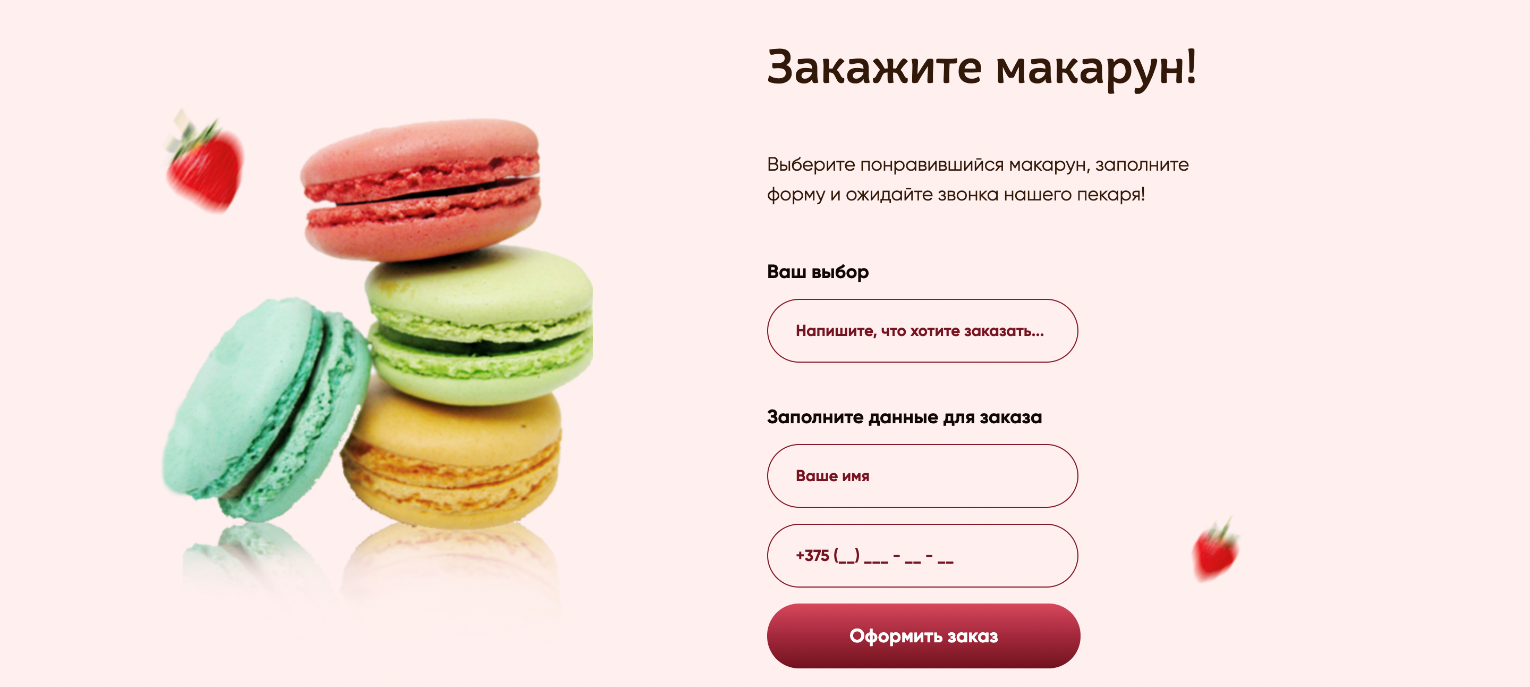 Закажите макарун!
Выберите понравившийся макарун, заполните
форму и ожидайте звонка нашего пекаря!
Ваш выбор
Напишите, что хотите заказать...
Заполните данные для заказа
Ваше имя
+375 (__) ___ - __ - __
Оформить заказ